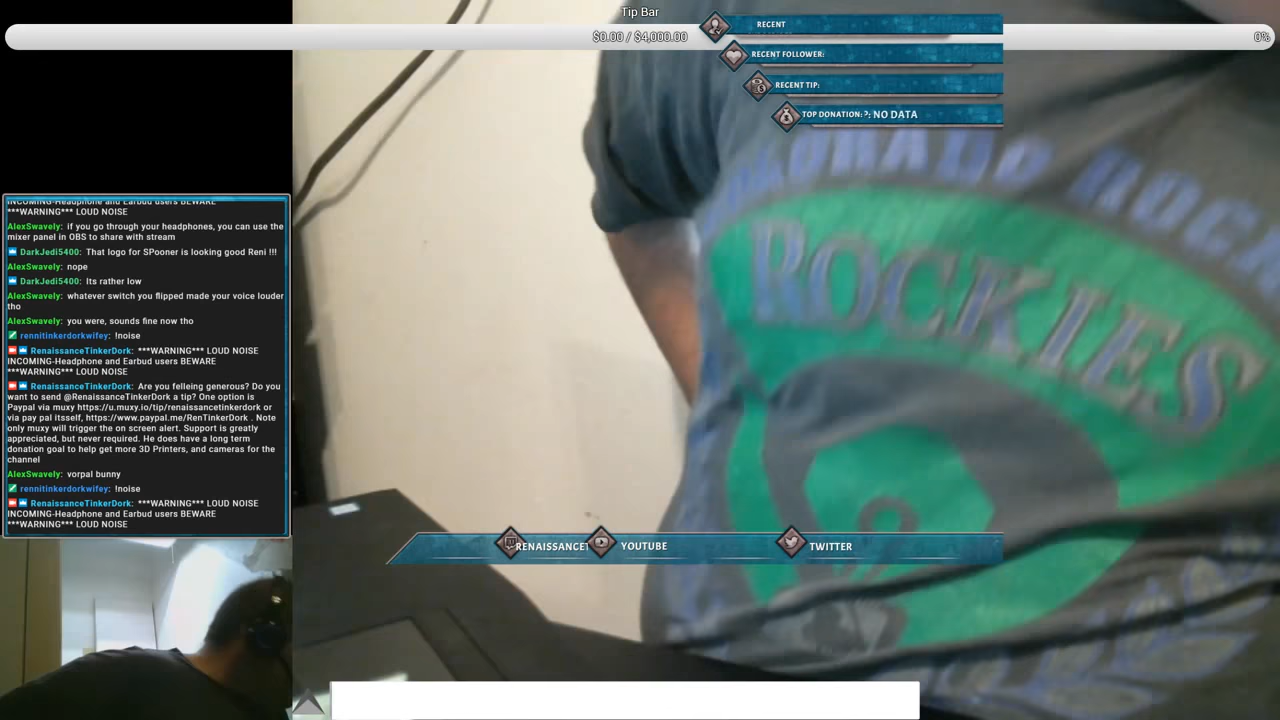 Tip Bar
$0.00 / $4,000.00
0%
RECENT
RECENT FOLLOWER:
RECENT TIP:
TOP DONATION: ?: NO DATA
ROCKIES
INCOMING-Headphone and Earbud users BEWARE
***WARNING*** LOUD NOISE
AlexSwavely: if you go through your headphones, you can use the
mixer panel in OBS to share with stream
DarkJedi5400: That logo for SPooner is looking good Reni !!!
AlexSwavely: nope
DarkJedi5400: Its rather low
AlexSwavely: whatever switch you flipped made your voice louder
tho
AlexSwavely: you were, sounds fine now tho
rennitinkerdorkwifey: !noise
RenaissanceTinkerDork: ***WARNING*** LOUD NOISE
INCOMING-Headphone and Earbud users BEWARE
***WARNING*** LOUD NOISE
RenaissanceTinkerDork: Are you felleing generous? Do you
want to send @RenaissanceTinkerDork a tip? One option is
Paypal via muxy https://u.muxy.io/tip/renaissancetinkerdork or
via pay pal itsself, https://www.paypal.me/RenTinkerDork . Note
only muxy will trigger the on screen alert. Support is greatly
appreciated, but never required. He does have a long term
donation goal to help get more 3D Printers, and cameras for the
channel
AlexSwavely: vorpal bunny
rennitinkerdorkwifey: !noise
RenaissanceTinkerDork: ***WARNING*** LOUD NOISE
INCOMING-Headphone and Earbud users BEWARE
***WARNING*** LOUD NOISE
RENAISSANCET
YOUTUBE
TWITTER